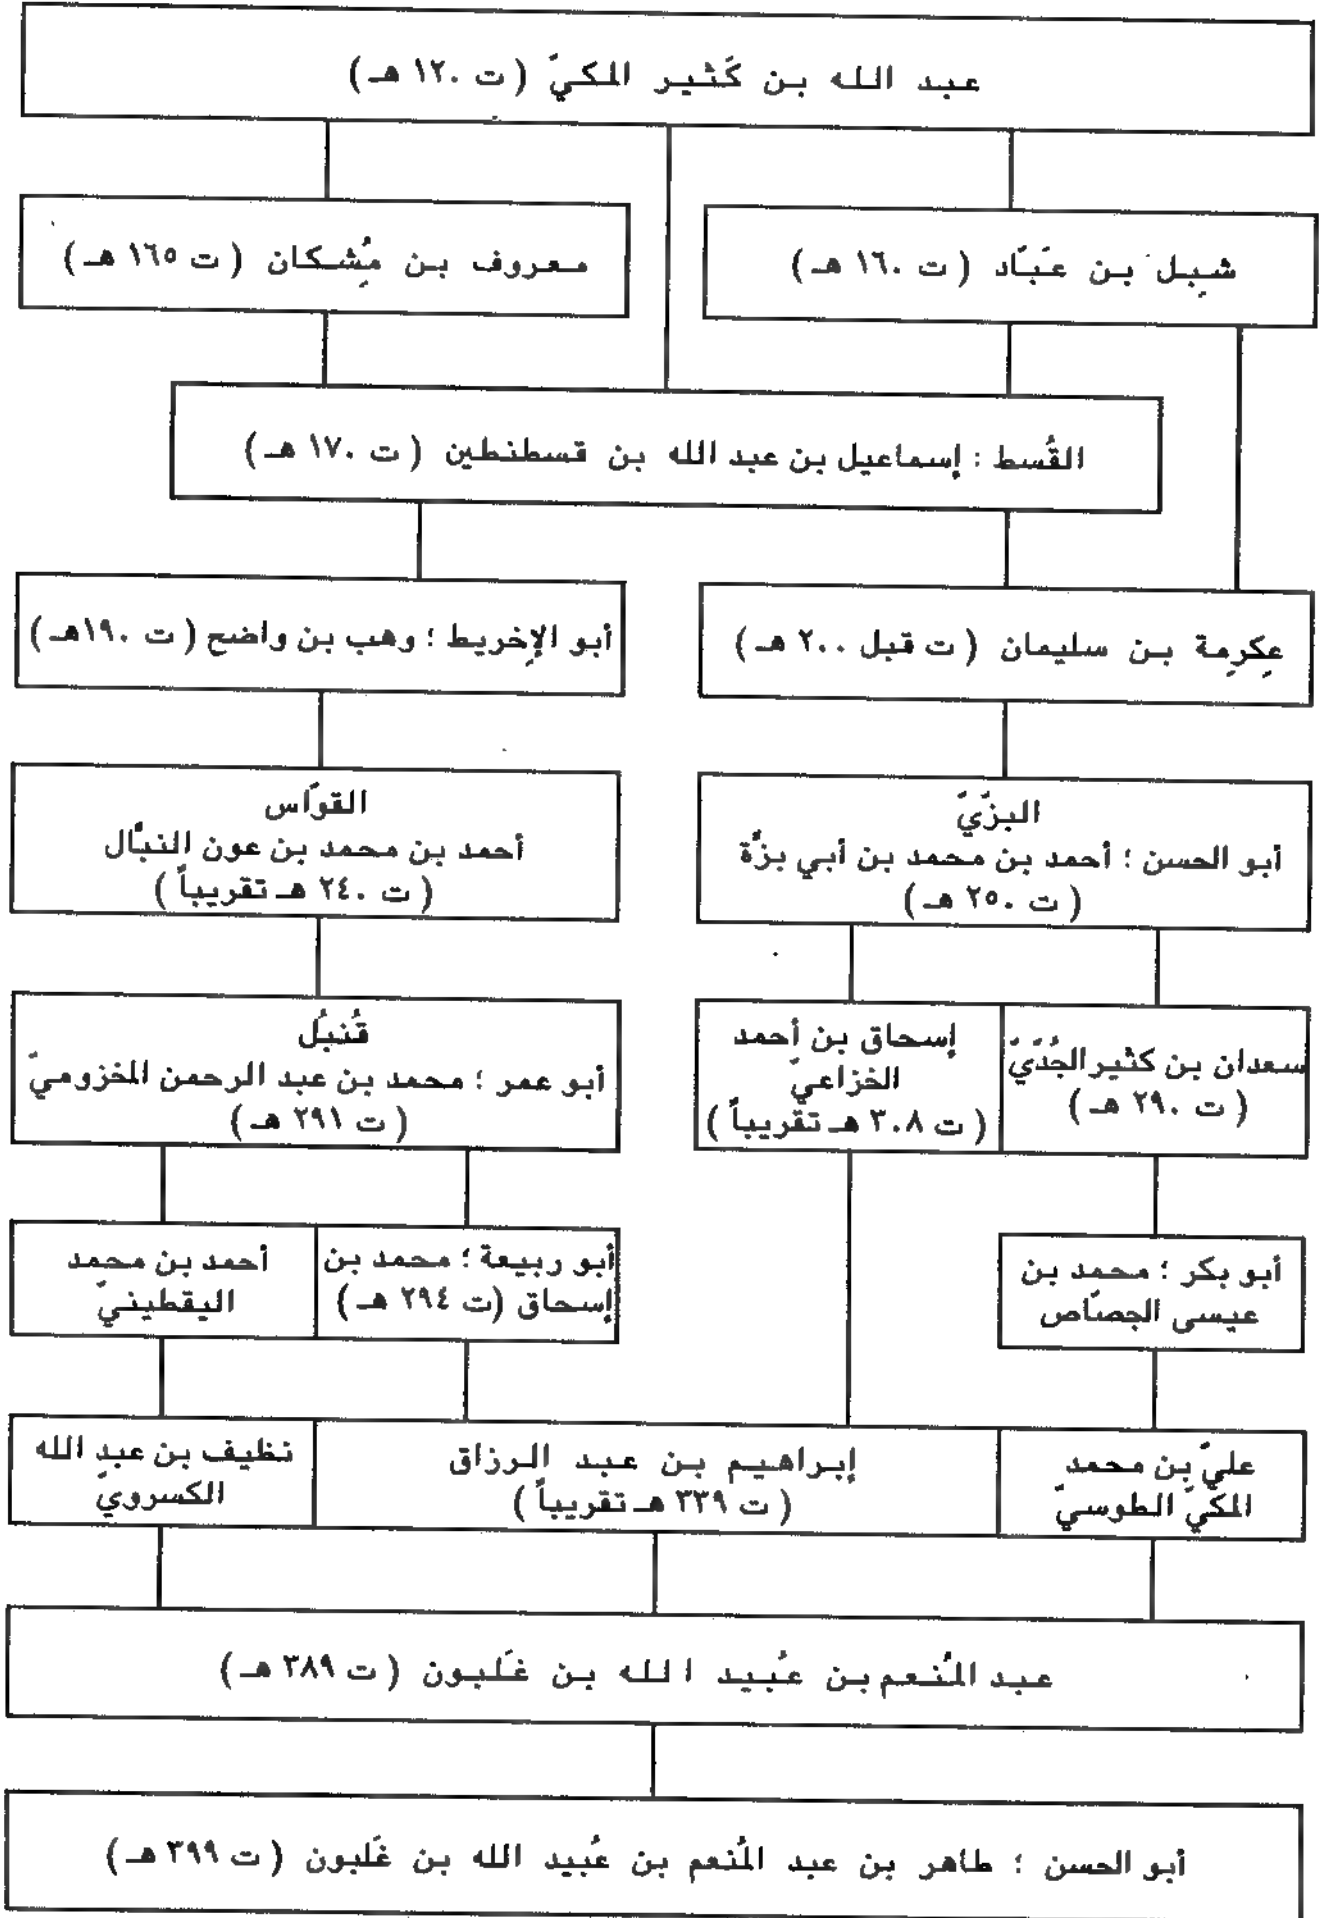 عبد الله بن كَثير المكيّ ( ت ١٢٠ هـ )
شِبل بن عَبّاد ( ت ١٦٠ هـ )
معروف بن مُِشكان ( ت ١٦٥ هـ )
القُسط : إسماعيل بن عبد الله بن قسطنطين ( ت ١٧٠ هـ )
عِكرِمة بن سليمان ( ت قبل ٢٠٠ هـ )
أبو الإخريط ؛ وهب بن واضح ( ت ١٩٠هـ )
البزّيّ
أبو الحسن ؛ أحمد بن محمد بن أبي بزَّة
( ت ٢٥٠ هـ )
القوّاس
أحمد بن محمد بن عون النبَّال
( ت ٢٤٠ هـ تقريباً )
سعدان بن كثير الجُدّيّ
( ت ٢٩٠ هـ )
إسحاق بن أحمد
الخزاعيّ
( ت ٣٠٨ هـ تقريباً )
قُنبُل
أبو عمر ؛ محمد بن عبد الرحمن المخزوميّ
( ت ٢٩١ هـ )
أبو بكر ؛ محمد بن
عيسى الجصّاص
أبو ربيعة ؛ محمد بن
إسحاق ( ت ٢٩٤ هـ )
أحمد بن محمد
اليقطينيّ
عليّ بن محمد
المكّيّ الطوسيّ
إبراهيم بن عبد الرزاق
( ت ٣٣٩ هـ تقريباً )
نظيف بن عبد الله
الكسرويّ
عبد المُنعم بن عُبيد الله بن غَلبون ( ت ٣٨٩ هـ )
أبو الحسن ؛ طاهر بن عبد المُنعم بن عُبيد الله بن غَلبون ( ت ٣٩٩ هـ )